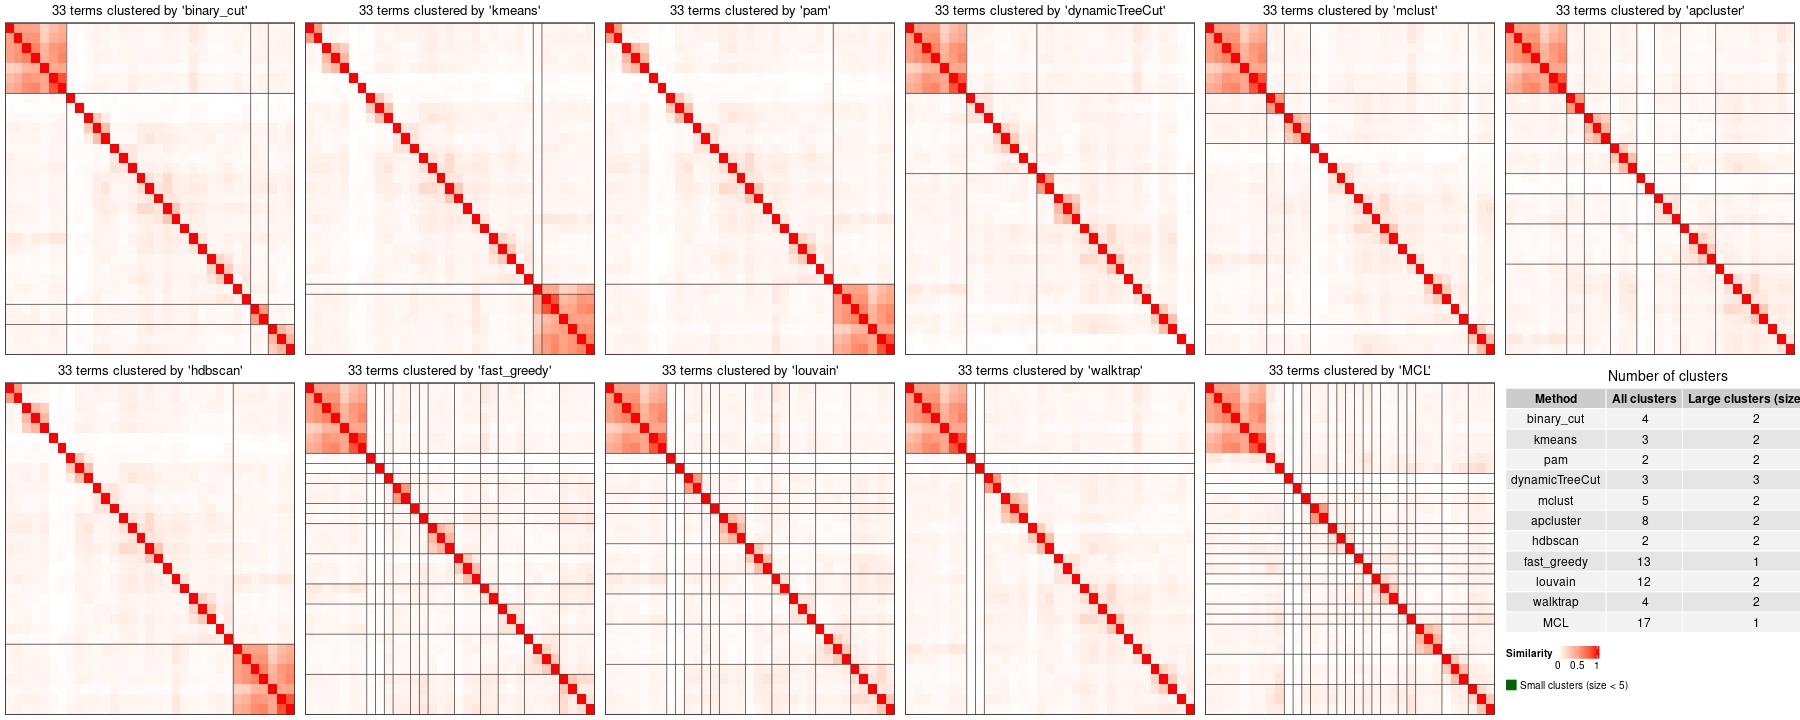 33 terms clustered by 'binary_cut'
33 terms clustered by 'kmeans'
33 terms clustered by 'pam'
33 terms clustered by 'dynamicTreeCut'
33 terms clustered by 'mclust'
33 terms clustered by 'apcluster'
33 terms clustered by 'hdbscan'
33 terms clustered by 'fast_greedy'
33 terms clustered by 'louvain'
33 terms clustered by 'walktrap'
33 terms clustered by 'MCL'
Number of clusters
Method All clusters Large clusters (size
binary_cut 4 2
kmeans 3 2
pam 2 2
dynamicTreeCut 3 3
mclust 5 2
apcluster 8 2
hdbscan 2 2
fast_greedy 13 1
louvain 12 2
walktrap 4 2
MCL 17 1
Similarity
0 0.5 1
Small clusters (size < 5)